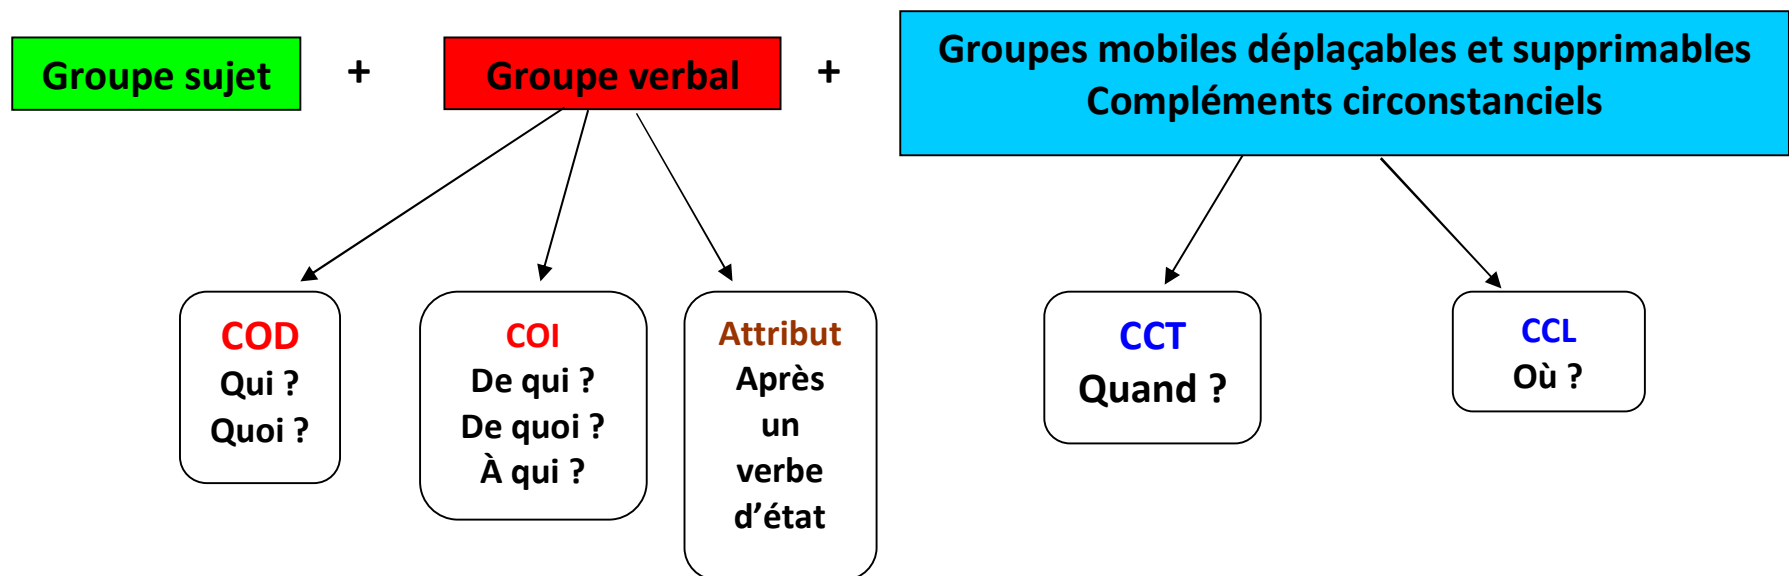 Groupe sujet
+
Groupe verbal
+
Groupes mobiles déplaçables et supprimables
Compléments circonstanciels
COD
Qui ?
Quoi ?
COI
De qui ?
De quoi ?
À qui ?
Attribut
Après
un
verbe
d’état
CCT
Quand ?
CCL
Où ?